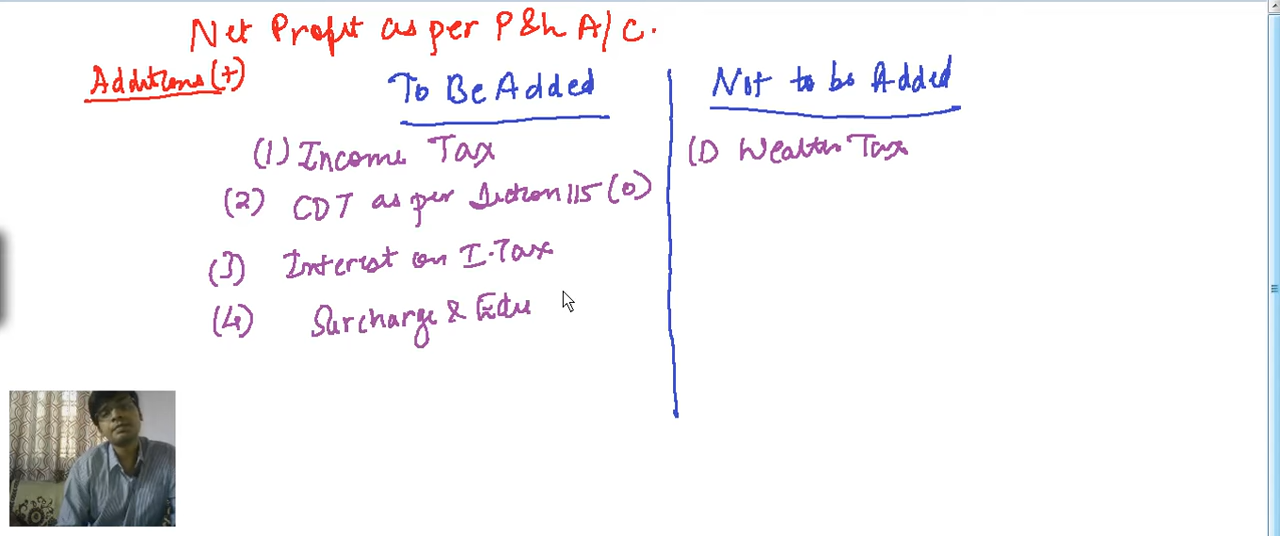 Net Profit as per P&L A/C.
Additions (+)
To Be Added
Not to be Added
(1) Income Tax
(1) Wealth Tax
(2) CDT as per Section 115 (O)
(3) Interest on I.Tax
(4) Surcharge & Edu